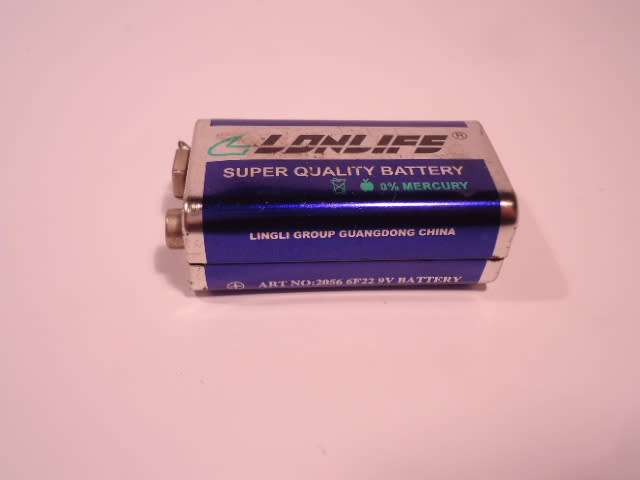 LONLIFE®
SUPER QUALITY BATTERY
0% MERCURY
LINGLI GROUP GUANGDONG CHINA
ART NO:2056 6F22 9V BATTERY